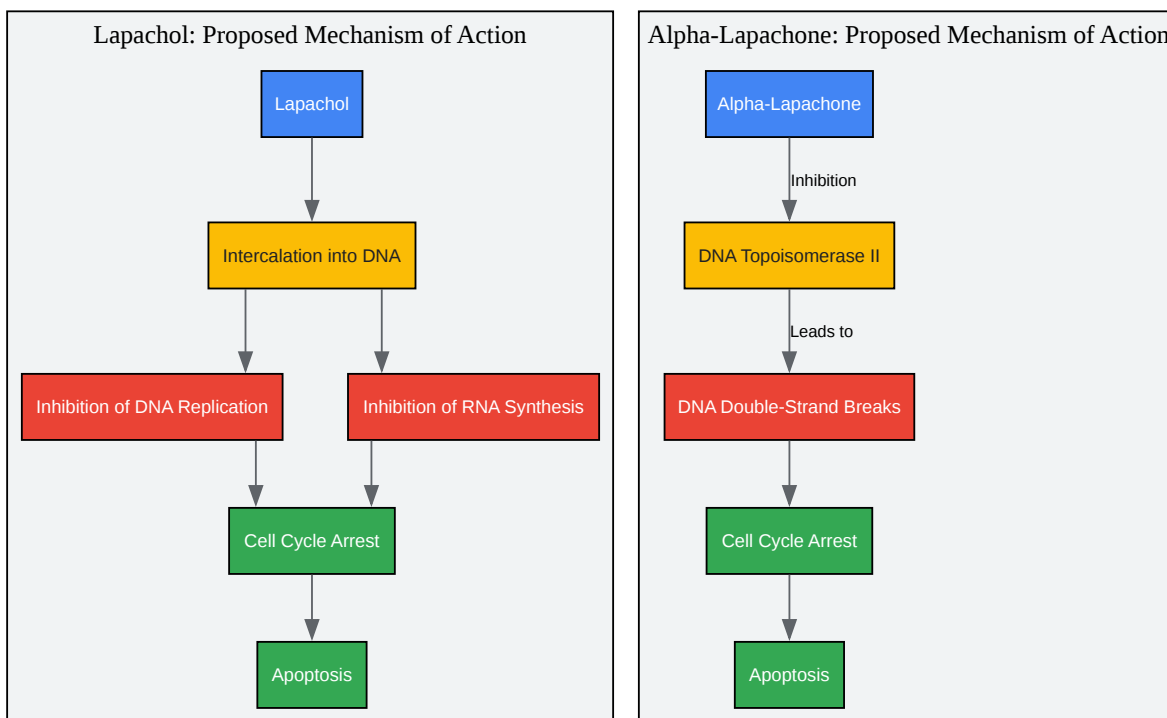 Lapachol: Proposed Mechanism of Action
Lapachol
Intercalation into DNA
Inhibition of DNA Replication
Inhibition of RNA Synthesis
Cell Cycle Arrest
Apoptosis
Alpha-Lapachone: Proposed Mechanism of Action
Alpha-Lapachone
Inhibition
DNA Topoisomerase II
Leads to
DNA Double-Strand Breaks
Cell Cycle Arrest
Apoptosis